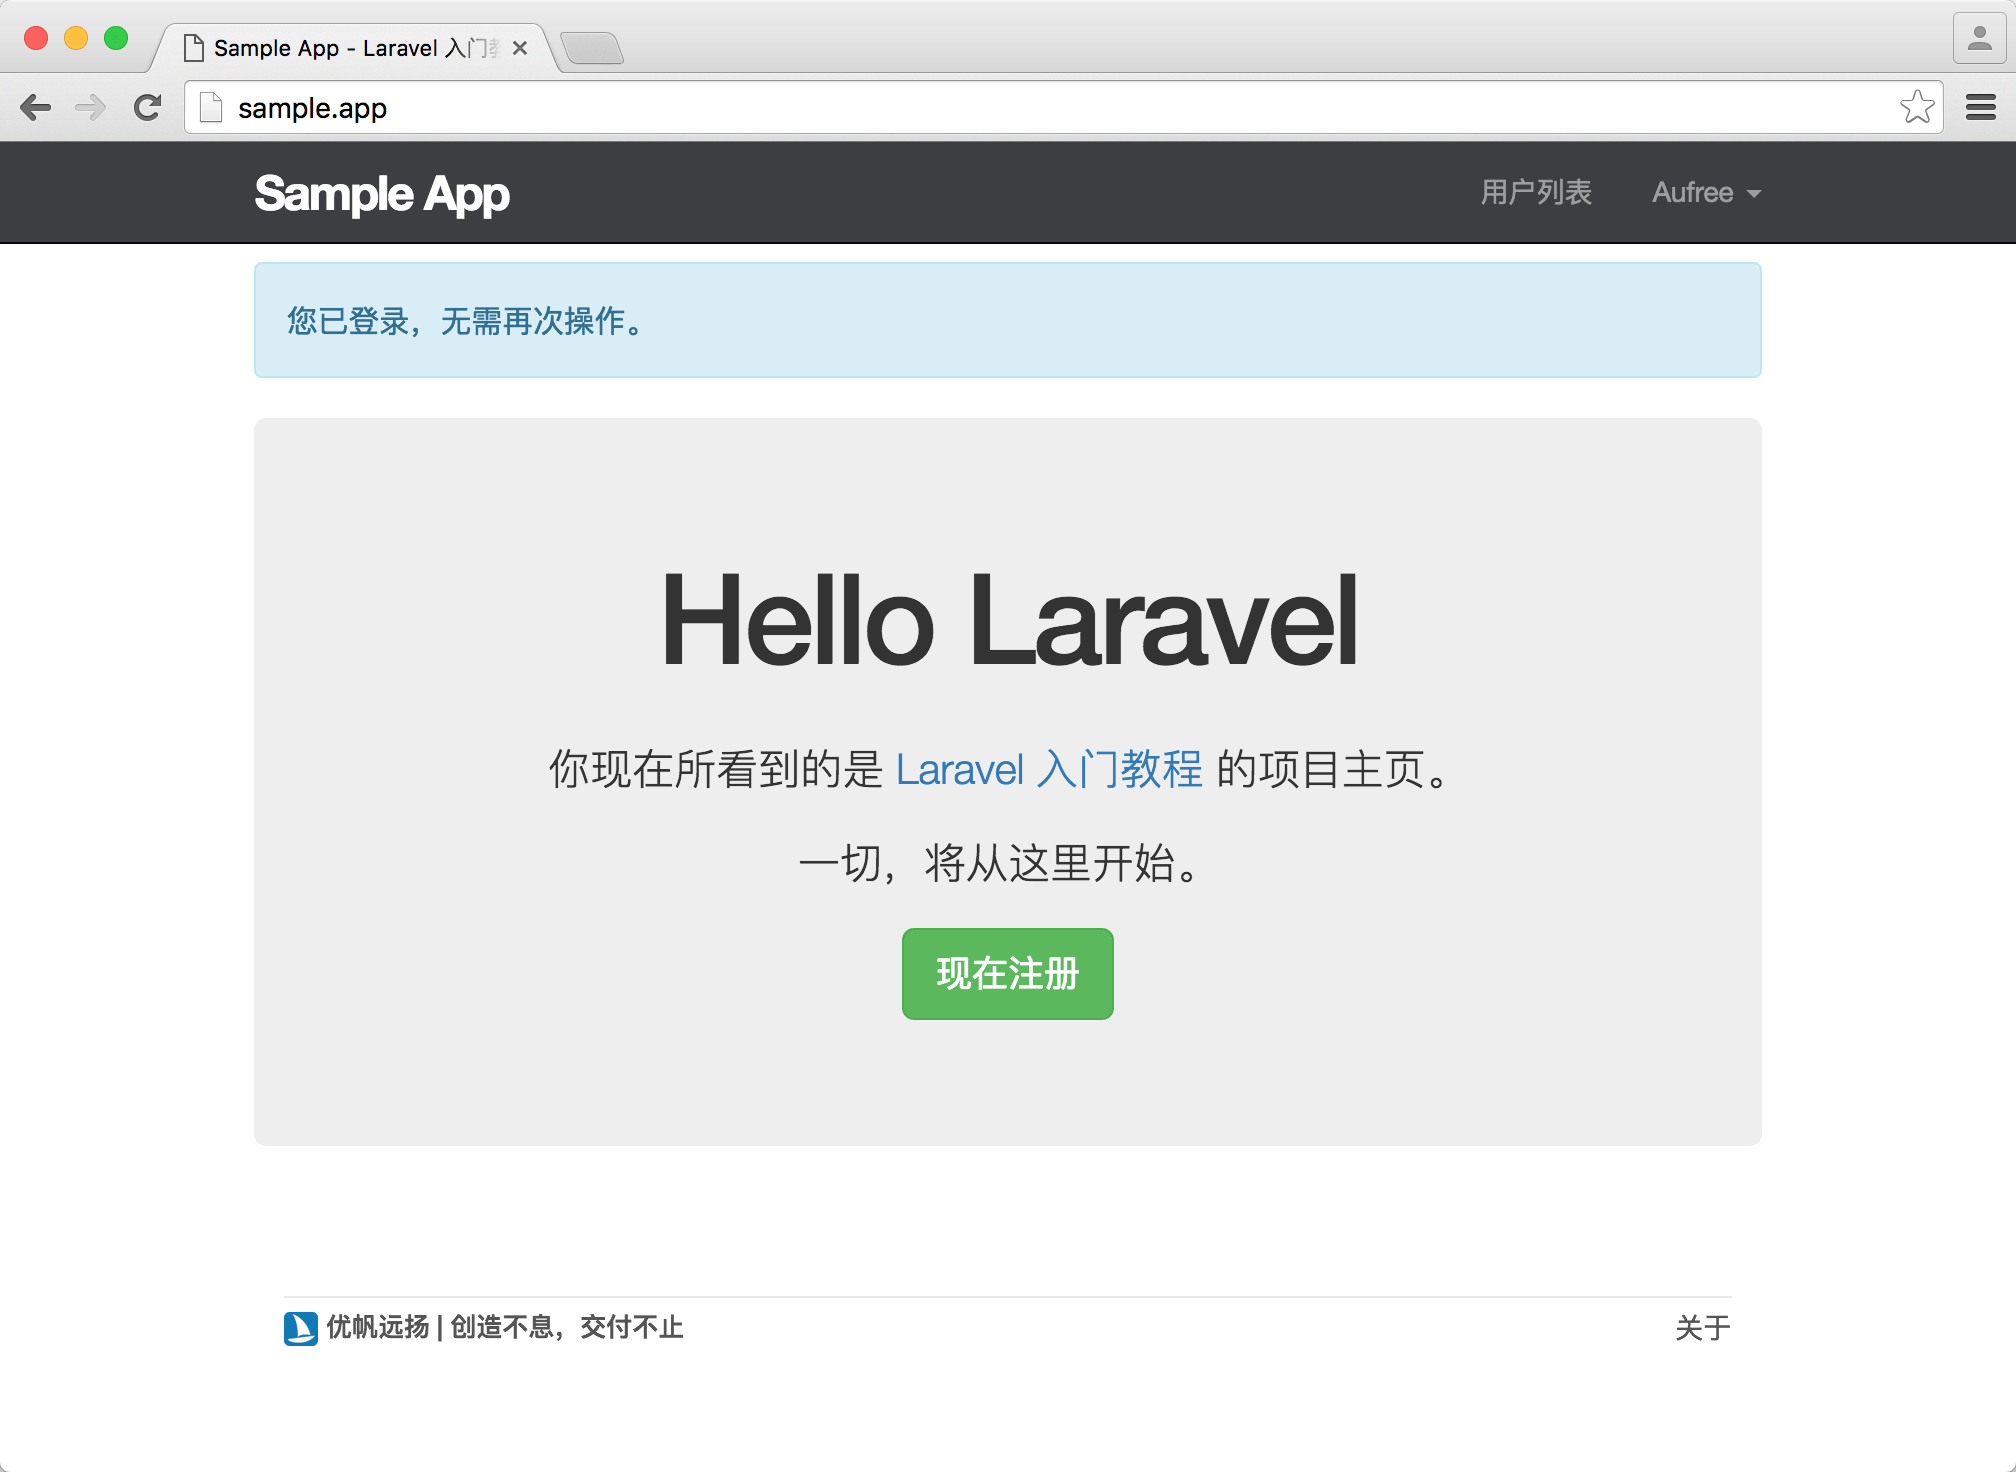 Sample App - Laravel 入门
sample.app
Sample App
用户列表
Aufree
您已登录，无需再次操作。
Hello Laravel
你现在所看到的是 Laravel 入门教程 的项目主页。
一切，将从这里开始。
现在注册
优帆远扬 | 创造不息，交付不止
关于